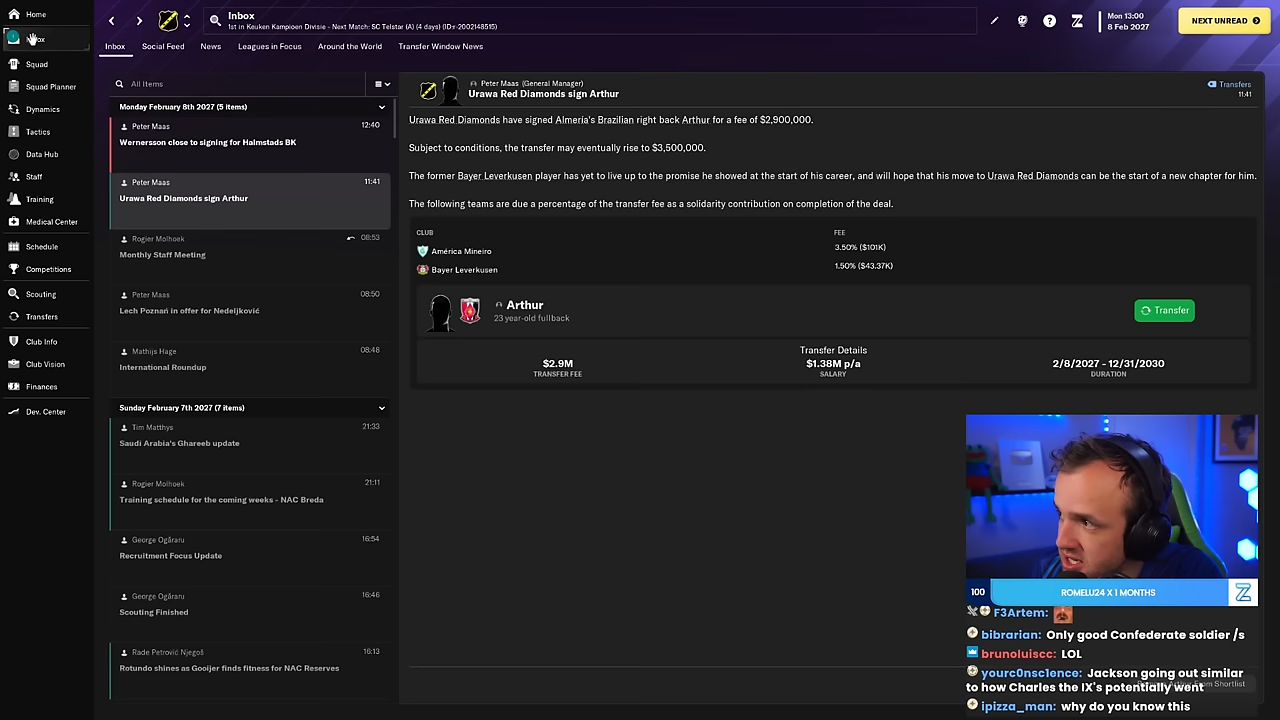 Home
Inbox
1st in Keuken Kampioen Divisie - Next Match: SC Telstar (A) (4 days) (ID:r-2002148515)
Mon 13:00
8 Feb 2027
NEXT UNREAD
Inbox
Squad
Squad Planner
Dynamics
Tactics
Data Hub
Staff
Training
Medical Center
Schedule
Competitions
Scouting
Transfers
Club Info
Club Vision
Finances
Dev. Center
Inbox
Social Feed
News
Leagues in Focus
Around the World
Transfer Window News
All Items
Monday February 8th 2027 (5 items)
Peter Maas
12:40
Wernersson close to signing for Halmstads BK
Peter Maas
11:41
Urawa Red Diamonds sign Arthur
Rogier Molhoek
08:53
Monthly Staff Meeting
Peter Maas
08:50
Lech Poznań in offer for Nedeljković
Mathijs Hage
08:48
International Roundup
Sunday February 7th 2027 (7 items)
Tim Matthys
21:33
Saudi Arabia's Ghareeb update
Rogier Molhoek
21:11
Training schedule for the coming weeks - NAC Breda
George Ogăraru
16:54
Recruitment Focus Update
George Ogăraru
16:46
Scouting Finished
Rade Petrović Njegoš
16:13
Rotundo shines as Gooijer finds fitness for NAC Reserves
Peter Maas (General Manager)
Urawa Red Diamonds sign Arthur
Transfers
11:41
Urawa Red Diamonds have signed Almería's Brazilian right back Arthur for a fee of $2,900,000.
Subject to conditions, the transfer may eventually rise to $3,500,000.
The former Bayer Leverkusen player has yet to live up to the promise he showed at the start of his career, and will hope that his move to Urawa Red Diamonds can be the start of a new chapter for him.
The following teams are due a percentage of the transfer fee as a solidarity contribution on completion of the deal.
CLUB
FEE
América Mineiro
3.50% ($101K)
Bayer Leverkusen
1.50% ($43.37K)
Arthur
23 year-old fullback
Transfer
Transfer Details
$2.9M
TRANSFER FEE
$1.38M p/a
SALARY
2/8/2027 - 12/31/2030
DURATION
100
ROMELU24 X 1 MONTHS
F3Artem:
bibrarian: Only good Confederate soldier /s
brunoluiscc: LOL
yourc0nsc1ence: Jackson going out similar
to how Charles the IX's potentially went
ipizza_man: why do you know this